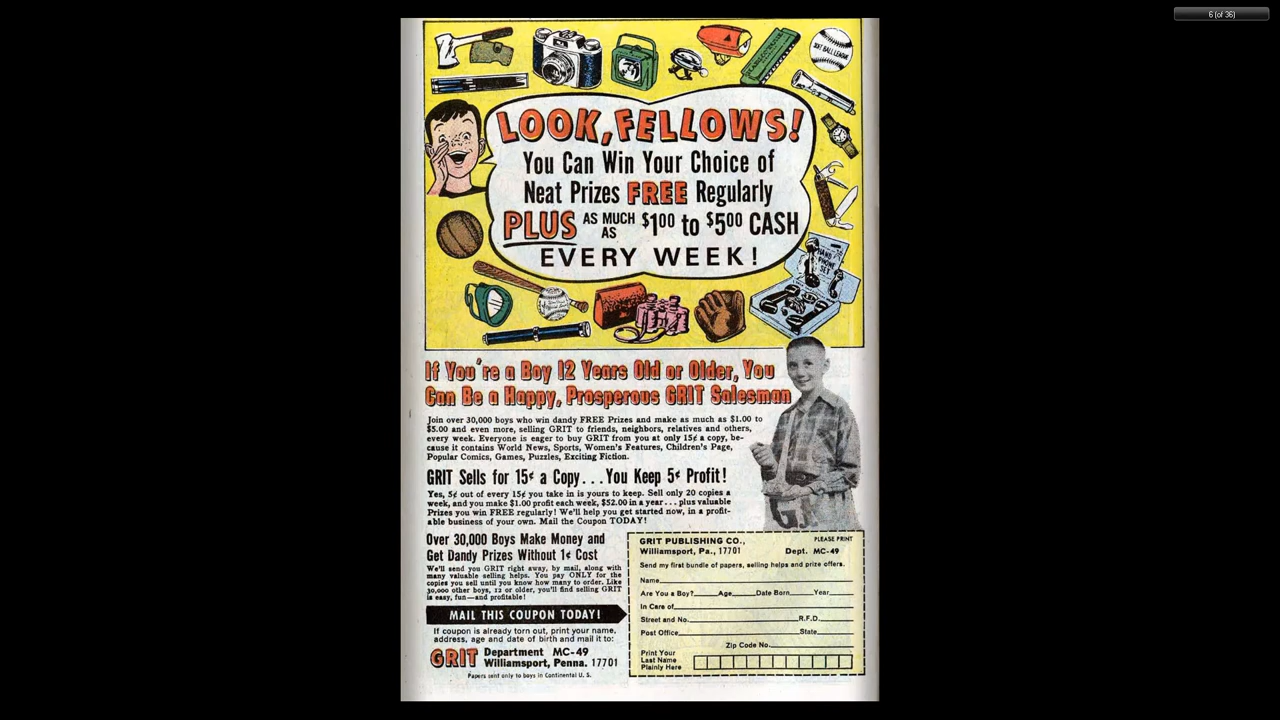 6 (of 36)
SOFT BALL LEAGUE
LOOK, FELLOWS!
You Can Win Your Choice of
Neat Prizes FREE Regularly
PLUS AS MUCH AS $1.00 to $5.00 CASH
EVERY WEEK!
If You're a Boy 12 Years Old or Older, You
Can Be a Happy, Prosperous GRIT Salesman
Join over 30,000 boys who win dandy FREE Prizes and make as much as $1.00 to
$5.00 and even more, selling GRIT to friends, neighbors, relatives and others,
every week. Everyone is eager to buy GRIT from you at only 15¢ a copy, be-
cause it contains World News, Sports, Women's Features, Children's Page,
Popular Comics, Games, Puzzles, Exciting Fiction.
GRIT Sells for 15¢ a Copy...You Keep 5¢ Profit!
Yes, 5¢ out of every 15¢ you take in is yours to keep. Sell only 20 copies a
week, and you make $1.00 profit each week, $52.00 in a year... plus valuable
Prizes you win FREE regularly! We'll help you get started now, in a profit-
able business of your own. Mail the Coupon TODAY!
Over 30,000 Boys Make Money and
Get Dandy Prizes Without 1¢ Cost
We'll send you GRIT right away, by mail, along with
many valuable selling helps. You pay ONLY for the
copies you sell until you know how many to order. Like
30,000 other boys, 12 or older, you'll find selling GRIT
is easy, fun—and profitable!
MAIL THIS COUPON TODAY!
If coupon is already torn out, print your name,
address, age and date of birth and mail it to:
GRIT Department MC-49
Williamsport, Penna. 17701
Papers sent only to boys in Continental U. S.
GRIT PUBLISHING CO., PLEASE PRINT
Williamsport, Pa., 17701 Dept. MC-49
Send my first bundle of papers, selling helps and prize offers.
Name
Are You a Boy? Age Date Born Year
In Care of
Street and No. R.F.D.
Post Office State
Zip Code No.
Print Your
Last Name
Plainly Here